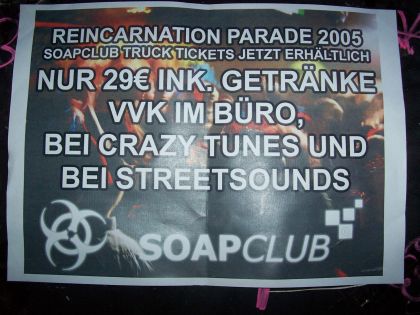 REINCARNATION PARADE 2005
SOAPCLUB TRUCK TICKETS JETZT ERHÄLTLICH
NUR 29€ INK. GETRÄNKE
VVK IM BÜRO,
BEI CRAZY TUNES UND
BEI STREETSOUNDS
SOAPCLUB